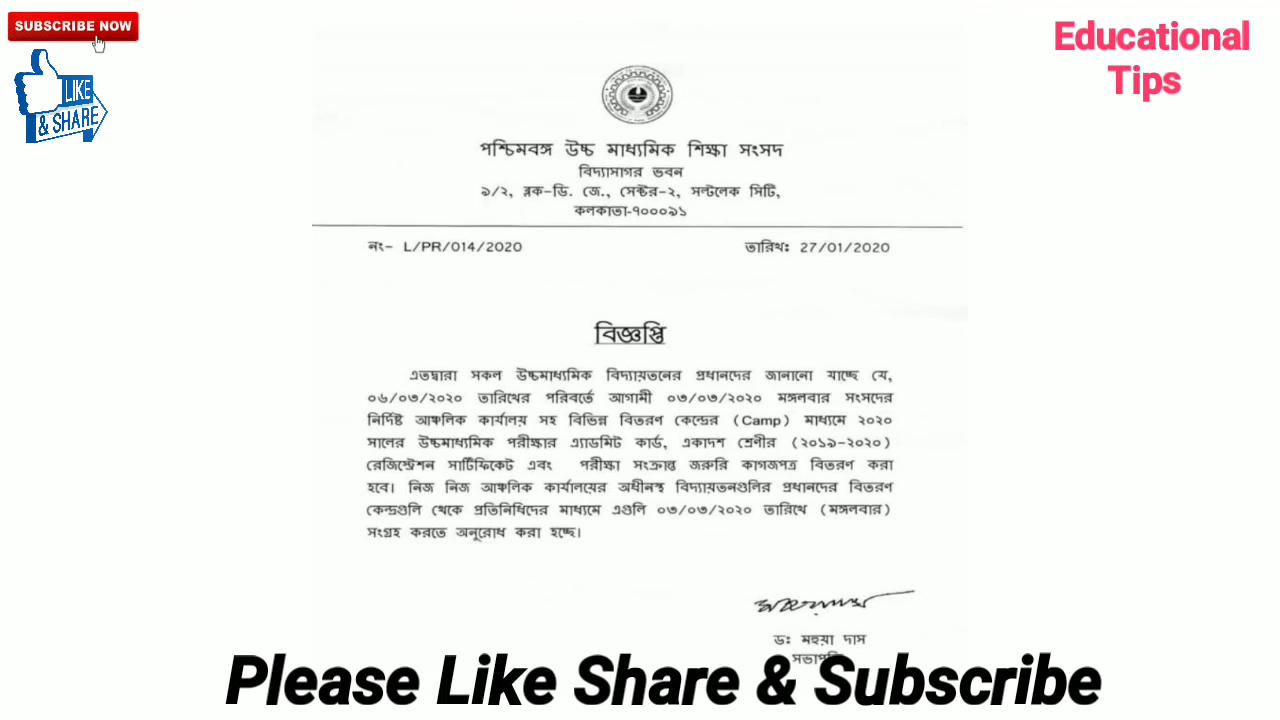 SUBSCRIBE NOW
LIKE
& SHARE
Educational
Tips
পশ্চিমবঙ্গ উচ্চ মাধ্যমিক শিক্ষা সংসদ
বিদ্যাসাগর ভবন
৯/২, ব্লক-ডি. জে., সেক্টর-২, সল্টলেক সিটি,
কলকাতা-৭০০০৯১
নং- L/PR/014/2020
তারিখঃ 27/01/2020
বিজ্ঞপ্তি
এতদ্বারা সকল উচ্চমাধ্যমিক বিদ্যায়তনের প্রধানদের জানানো যাচ্ছে যে,
০৬/০৩/২০২০ তারিখের পরিবর্তে আগামী ০৩/০৩/২০২০ মঙ্গলবার সংসদের
নির্দিষ্ট আঞ্চলিক কার্যালয় সহ বিভিন্ন বিতরণ কেন্দ্রের (Camp) মাধ্যমে ২০২০
সালের উচ্চমাধ্যমিক পরীক্ষার এ্যাডমিট কার্ড, একাদশ শ্রেণীর (২০১৯-২০২০)
রেজিস্ট্রেশন সার্টিফিকেট এবং পরীক্ষা সংক্রান্ত জরুরি কাগজপত্র বিতরণ করা
হবে। নিজ নিজ আঞ্চলিক কার্যালয়ের অধীনস্থ বিদ্যায়তনগুলির প্রধানদের বিতরণ
কেন্দ্রগুলি থেকে প্রতিনিধিদের মাধ্যমে এগুলি ০৩/০৩/২০২০ তারিখে (মঙ্গলবার)
সংগ্রহ করতে অনুরোধ করা হচ্ছে।
ডঃ মহুয়া দাস
সভাপতি
Please Like Share & Subscribe